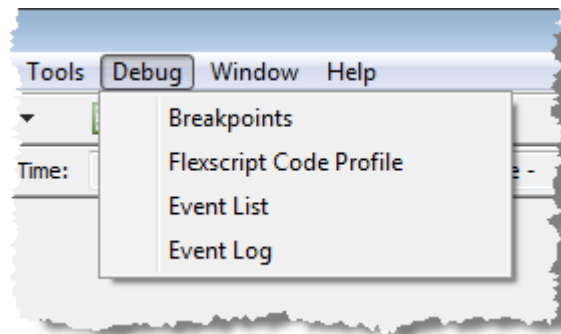 Tools Debug Window Help
Breakpoints
Time: Flexscript Code Profile e -
Event List
Event Log